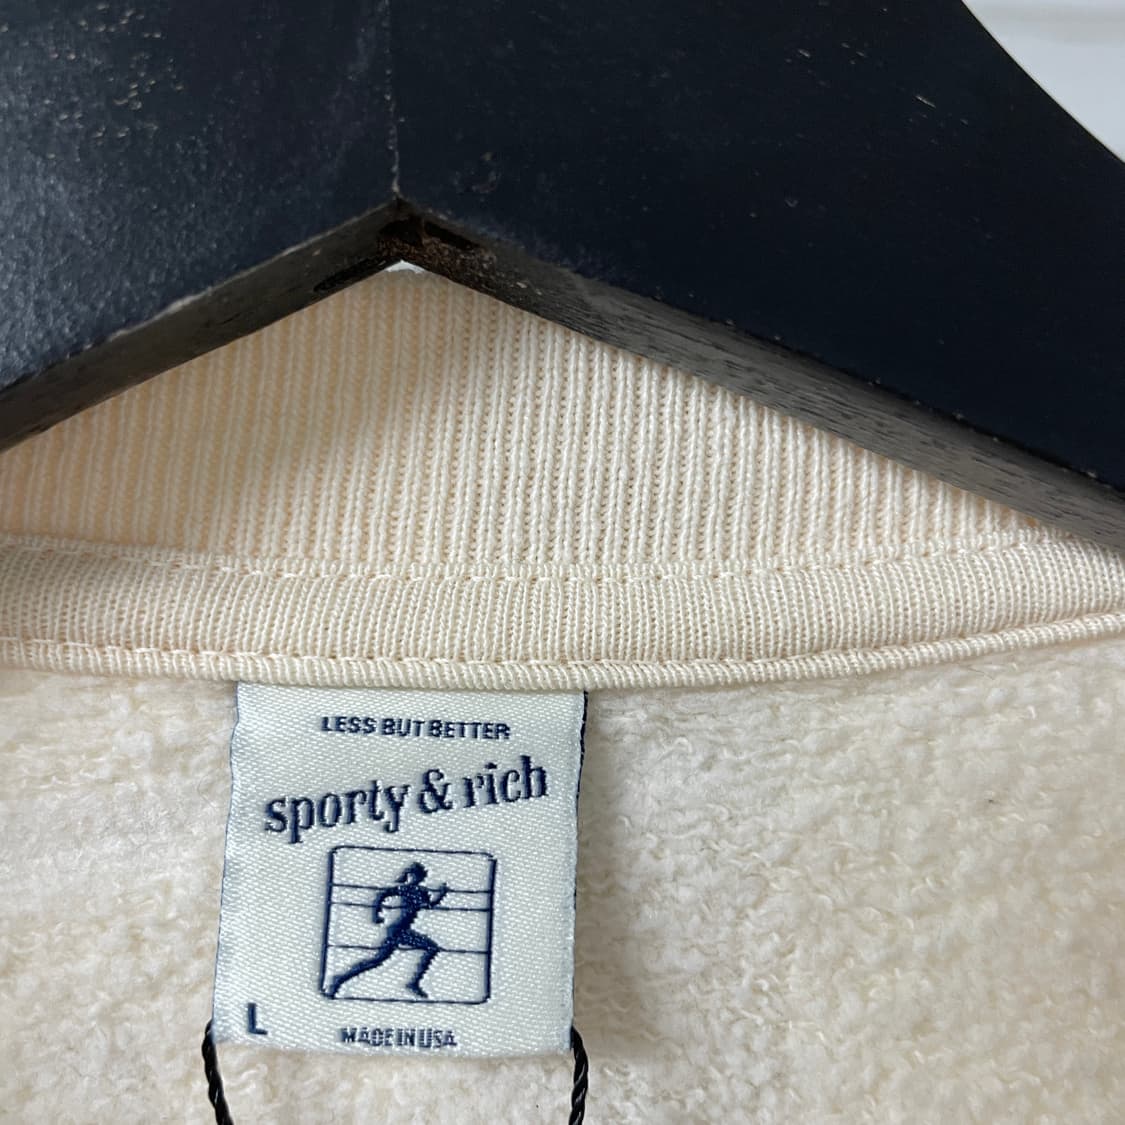 LESS BUT BETTER
sporty & rich
L
MADE IN USA